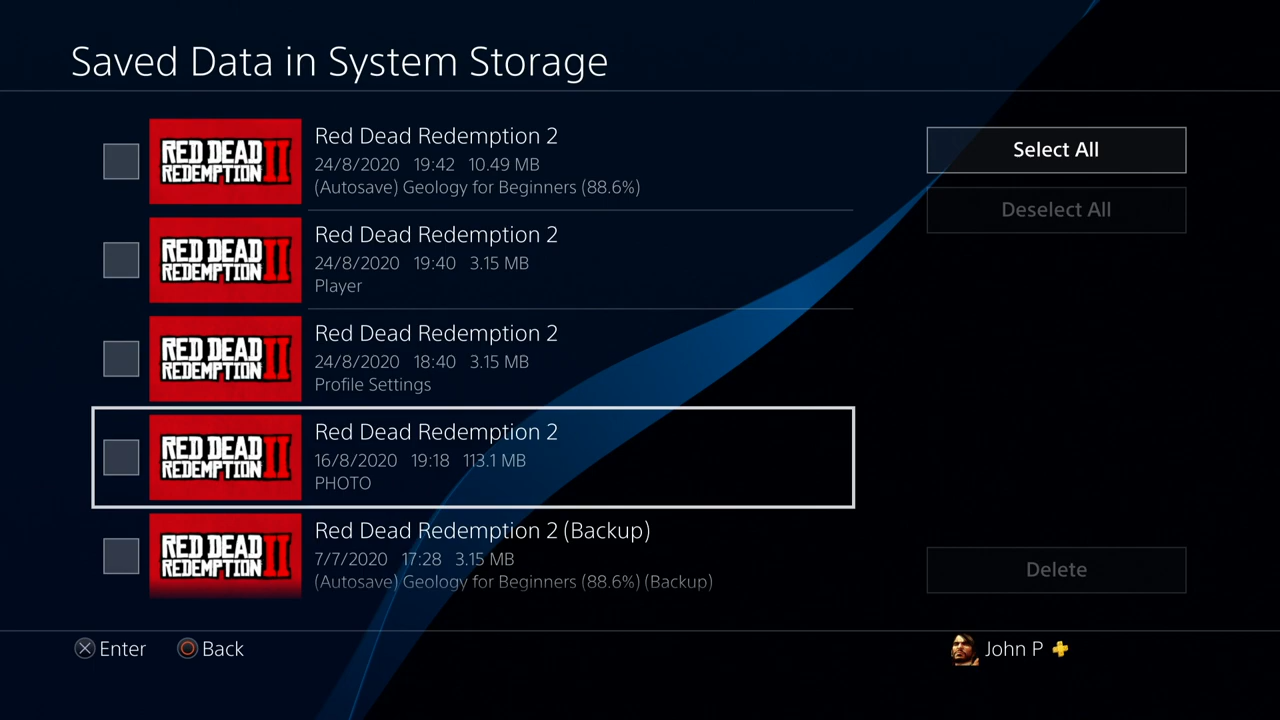 Saved Data in System Storage
RED DEAD
REDEMPTION II
Red Dead Redemption 2
24/8/2020 19:42 10.49 MB
(Autosave) Geology for Beginners (88.6%)
RED DEAD
REDEMPTION II
Red Dead Redemption 2
24/8/2020 19:40 3.15 MB
Player
RED DEAD
REDEMPTION II
Red Dead Redemption 2
24/8/2020 18:40 3.15 MB
Profile Settings
RED DEAD
REDEMPTION II
Red Dead Redemption 2
16/8/2020 19:18 113.1 MB
PHOTO
RED DEAD
REDEMPTION II
Red Dead Redemption 2 (Backup)
7/7/2020 17:28 3.15 MB
(Autosave) Geology for Beginners (88.6%) (Backup)
Select All
Deselect All
Delete
Enter Back
John P